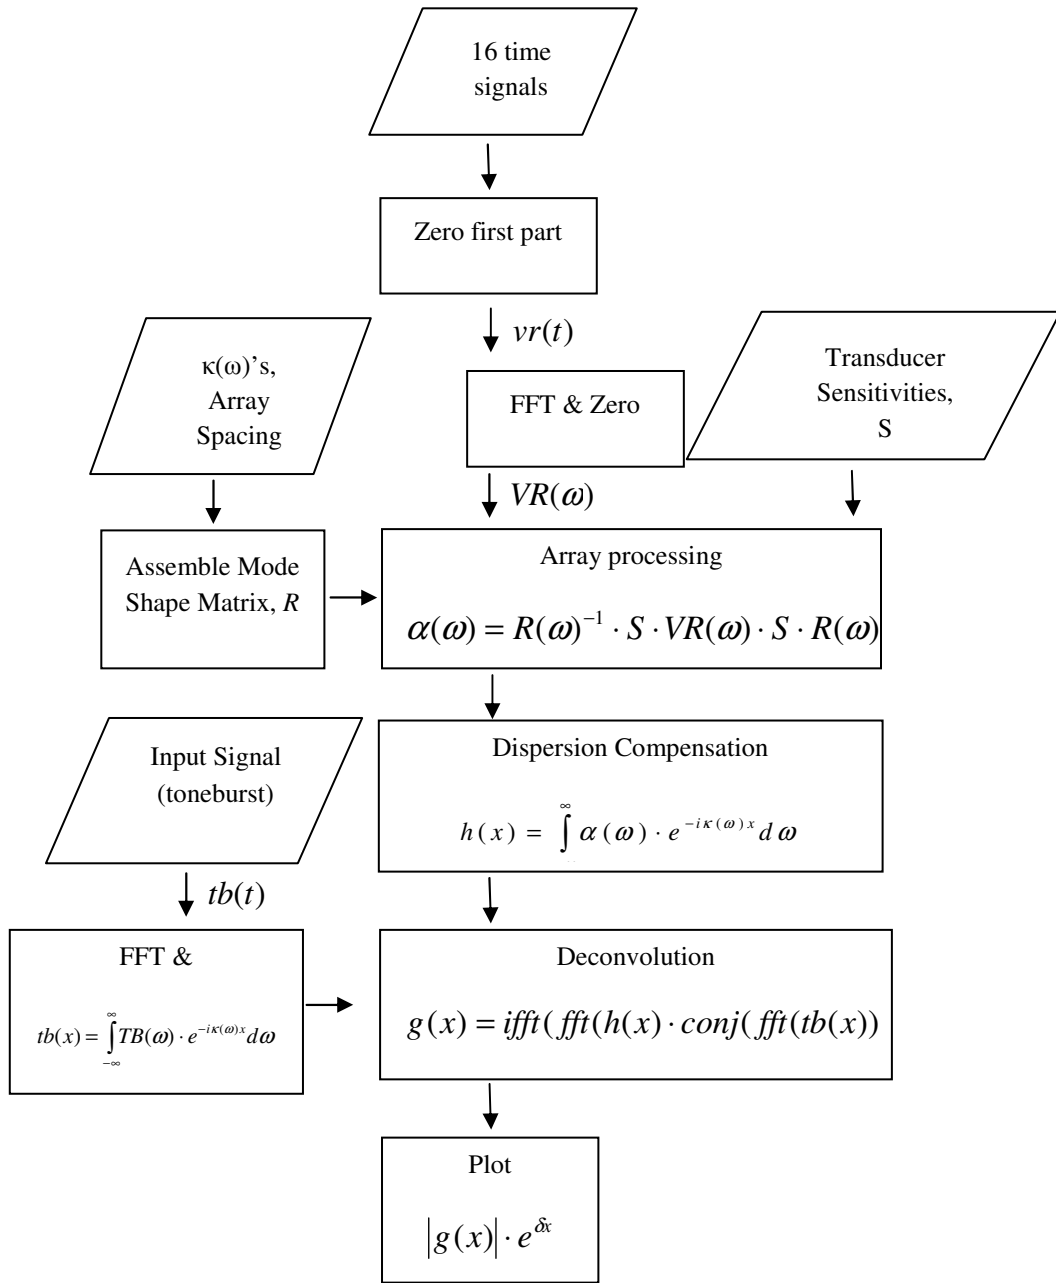 16 time
signals
Zero first part
vr(t)
κ(ω)'s,
Array
Spacing
FFT & Zero
Transducer
Sensitivities,
S
VR(ω)
Assemble Mode
Shape Matrix, R
Array processing
α(ω) = R(ω)⁻¹ · S · VR(ω) · S · R(ω)
Input Signal
(toneburst)
Dispersion Compensation
h(x) = ∫^∞ α(ω) · e^{-iκ(ω)x} dω
tb(t)
FFT &
tb(x) = ∫_{-∞}^{∞} TB(ω) · e^{-iκ(ω)x} dω
Deconvolution
g(x) = ifft(fft(h(x) · conj(fft(tb(x))
Plot
|g(x)| · e^{δx}